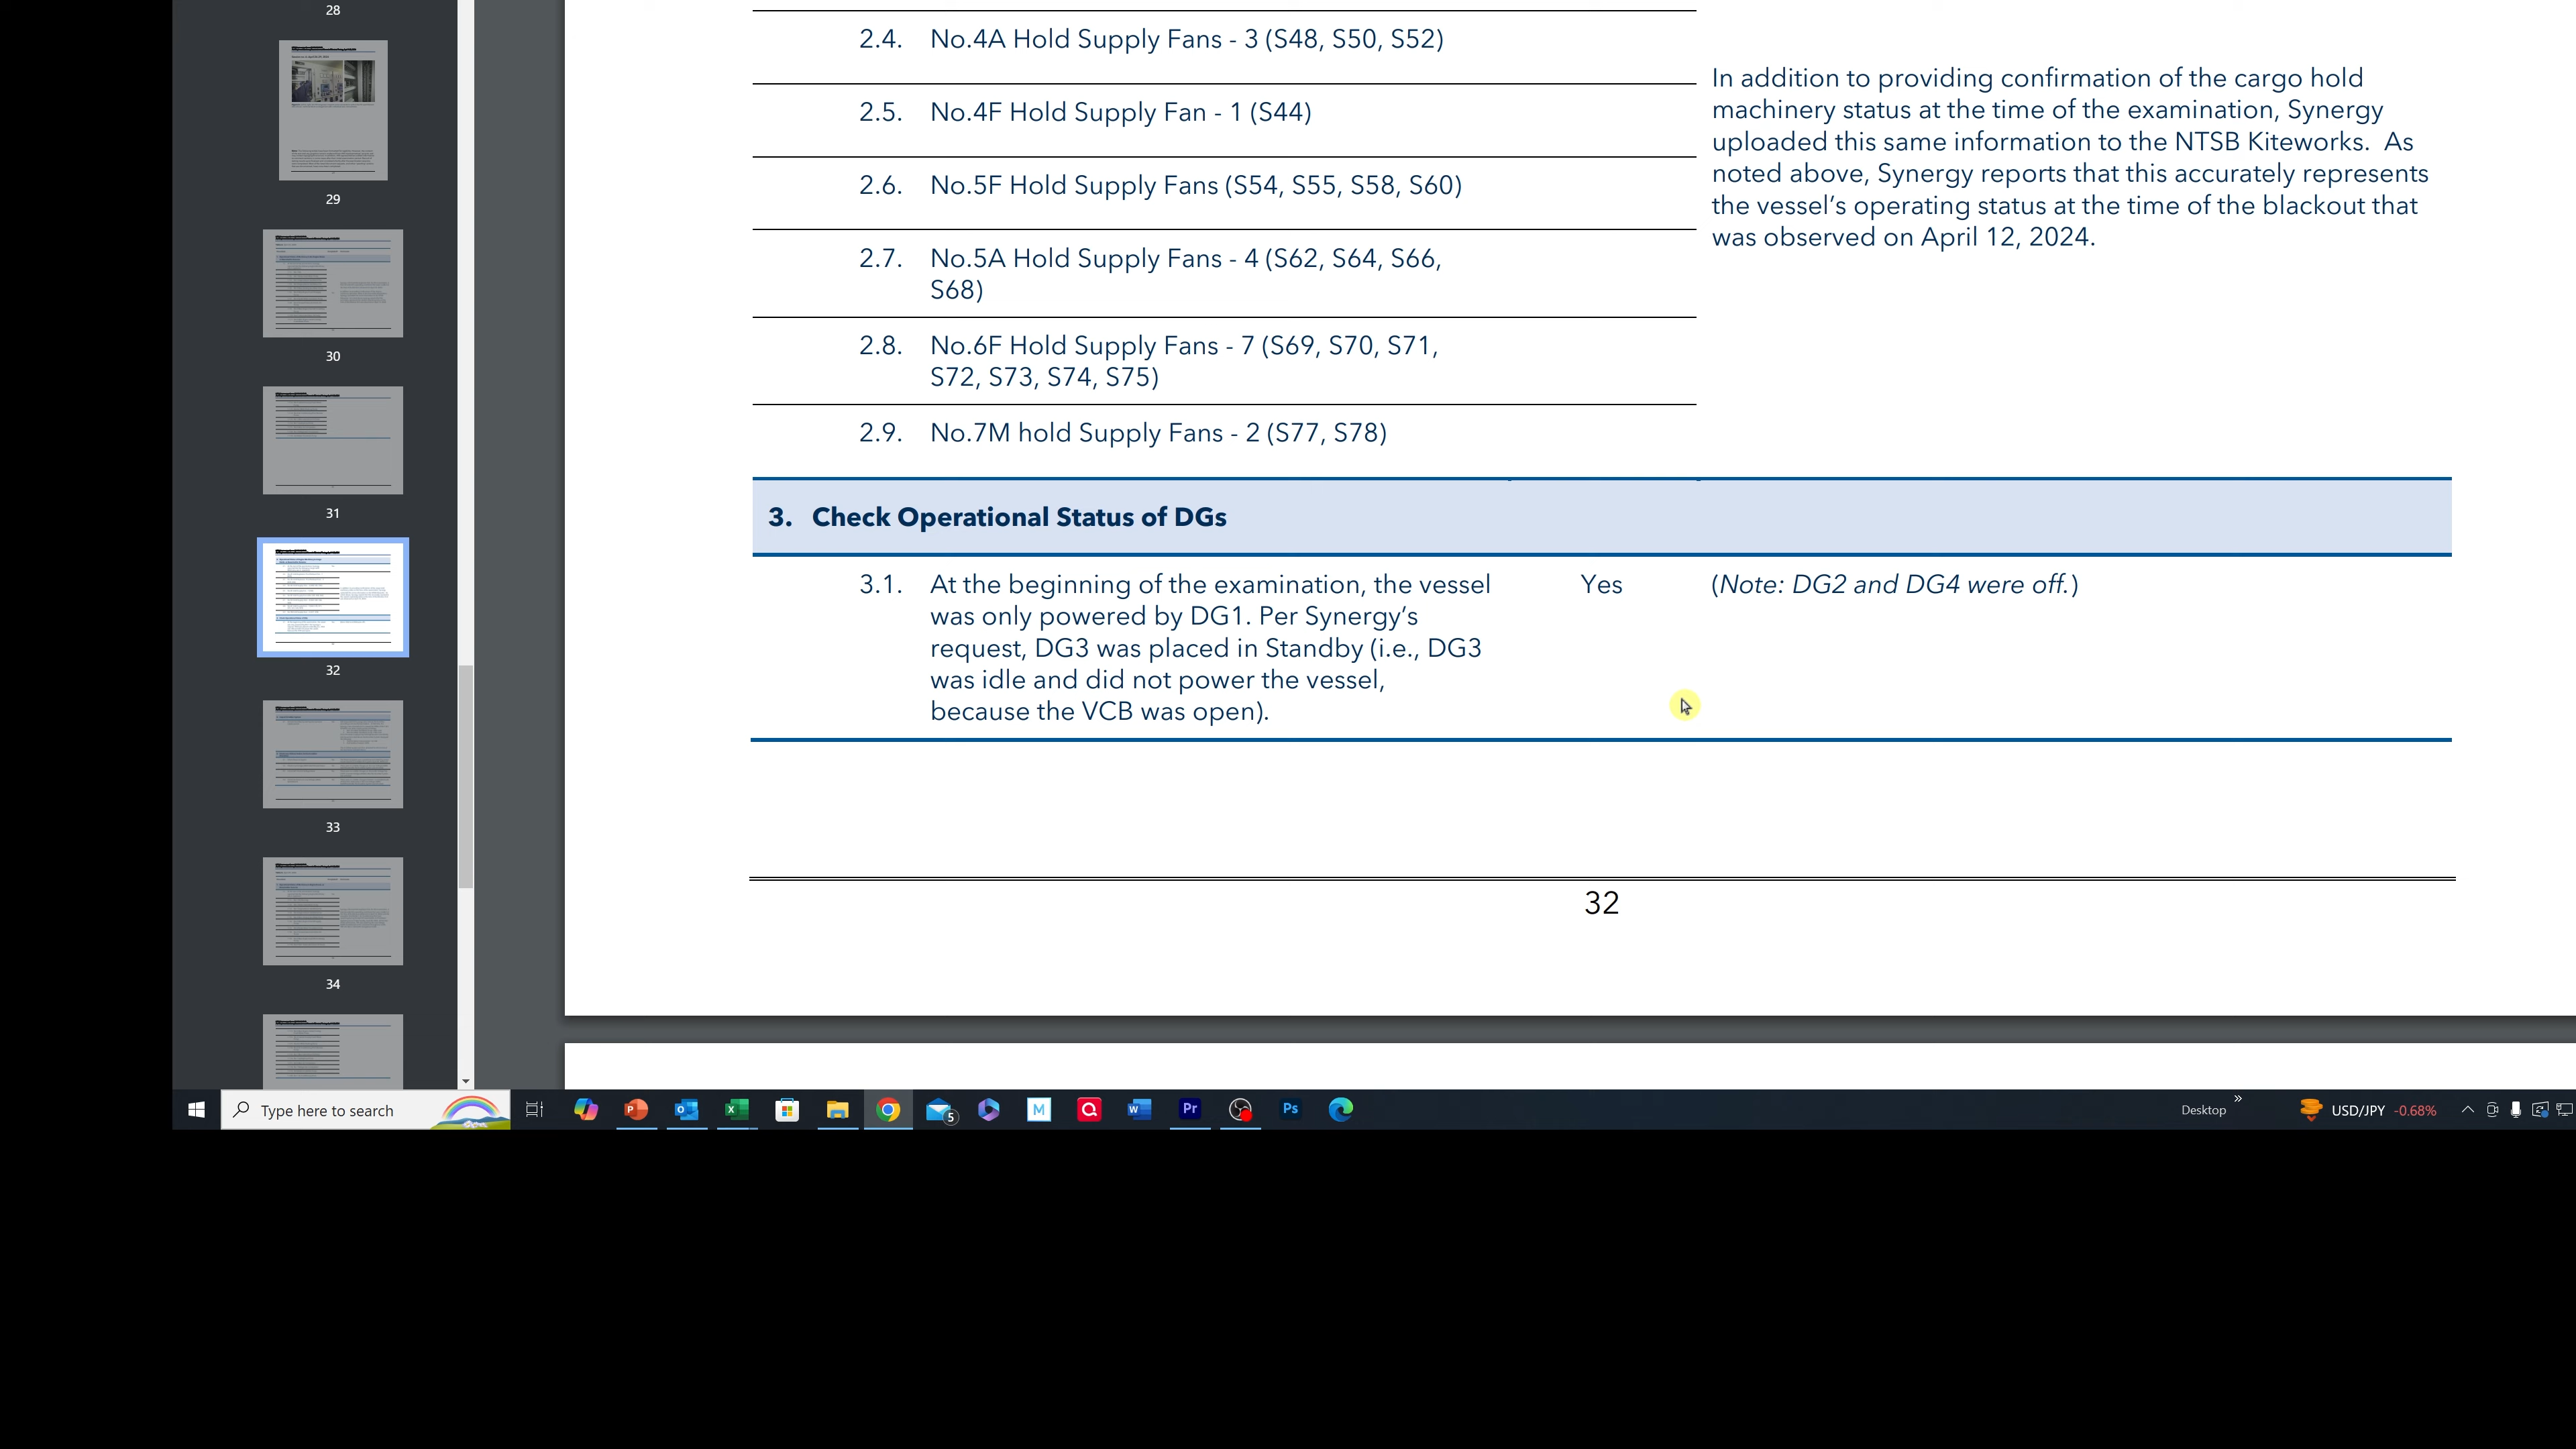 28
29
30
31
32
33
34
2.4. No.4A Hold Supply Fans - 3 (S48, S50, S52)
2.5. No.4F Hold Supply Fan - 1 (S44)
2.6. No.5F Hold Supply Fans (S54, S55, S58, S60)
2.7. No.5A Hold Supply Fans - 4 (S62, S64, S66,
S68)
2.8. No.6F Hold Supply Fans - 7 (S69, S70, S71,
S72, S73, S74, S75)
2.9. No.7M hold Supply Fans - 2 (S77, S78)
In addition to providing confirmation of the cargo hold
machinery status at the time of the examination, Synergy
uploaded this same information to the NTSB Kiteworks. As
noted above, Synergy reports that this accurately represents
the vessel's operating status at the time of the blackout that
was observed on April 12, 2024.
3. Check Operational Status of DGs
3.1. At the beginning of the examination, the vessel
was only powered by DG1. Per Synergy's
request, DG3 was placed in Standby (i.e., DG3
was idle and did not power the vessel,
because the VCB was open).
Yes
(Note: DG2 and DG4 were off.)
32
Type here to search
P
O
X
5
M
W
Pr
Ps
Desktop
»
USD/JPY -0.68%